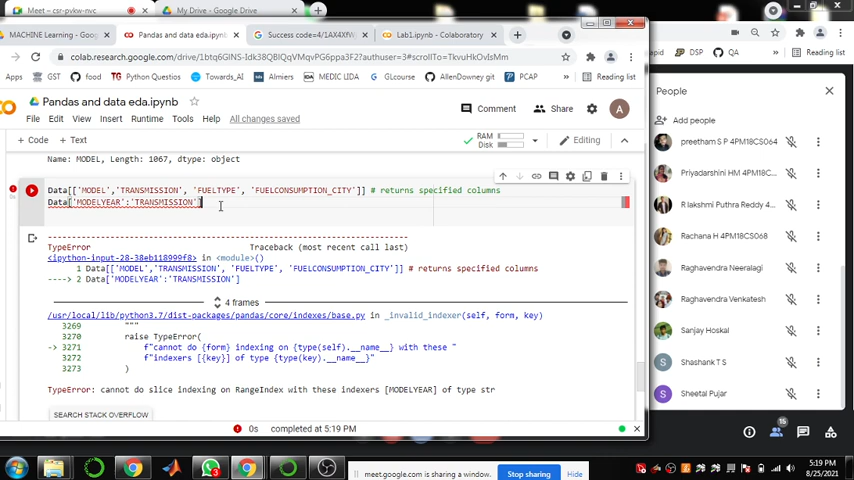 Meet – csr-pvkw-nvc
My Drive - Google Drive
MACHINE Learning - Goog
Pandas and data eda.ipynb
Success code=4/1AX4XfW
Lab1.ipynb - Colaboratory
colab.research.google.com/drive/1btq6GINS-Idk38QBIQqVMqvPG6ppa3F2?authuser=3#scrollTo=TkvuHkOvIsMo
Apps
GST
food
Python Questions
Towards_AI
Almiers
MEDIC LIDA
GLcourse
AllenDowney git
PCAP
Reading list
DSP
QA
Reading list
Pandas and data eda.ipynb
Comment
Share
A
File Edit View Insert Runtime Tools Help All changes saved
+ Code + Text
RAM
Disk
Editing
Name: MODEL, Length: 1067, dtype: object
Data[['MODEL','TRANSMISSION', 'FUELTYPE', 'FUELCONSUMPTION_CITY']] # returns specified columns
Data['MODELYEAR':'TRANSMISSION']
TypeError Traceback (most recent call last)
<ipython-input-28-38eb118999f8> in <module>()
1 Data[['MODEL','TRANSMISSION', 'FUELTYPE', 'FUELCONSUMPTION_CITY']] # returns specified columns
----> 2 Data['MODELYEAR':'TRANSMISSION']
4 frames
/usr/local/lib/python3.7/dist-packages/pandas/core/indexes/base.py in _invalid_indexer(self, form, key)
3269 """
3270 raise TypeError(
-> 3271 f"cannot do {form} indexing on {type(self).__name__} with these "
3272 f"indexers [{key}] of type {type(key).__name__}"
3273 )
TypeError: cannot do slice indexing on RangeIndex with these indexers [MODELYEAR] of type str
SEARCH STACK OVERFLOW
0s completed at 5:19 PM
People
Add people
preetham S 4PM18CS064
Priyadarshini HM 4PM18CS...
R lakshmi Puthra Reddy 4...
Rachana H 4PM18CS068
Raghavendra Neeralagi
Raghavendra Venkatesh
Sanjay Hoskal
Shashank T S
S
Sheetal Pujar
15
3
meet.google.com is sharing a window.
Stop sharing
Hide
5:19 PM
8/25/2021